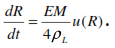 dR/dt = EM/4ρ_L u(R).